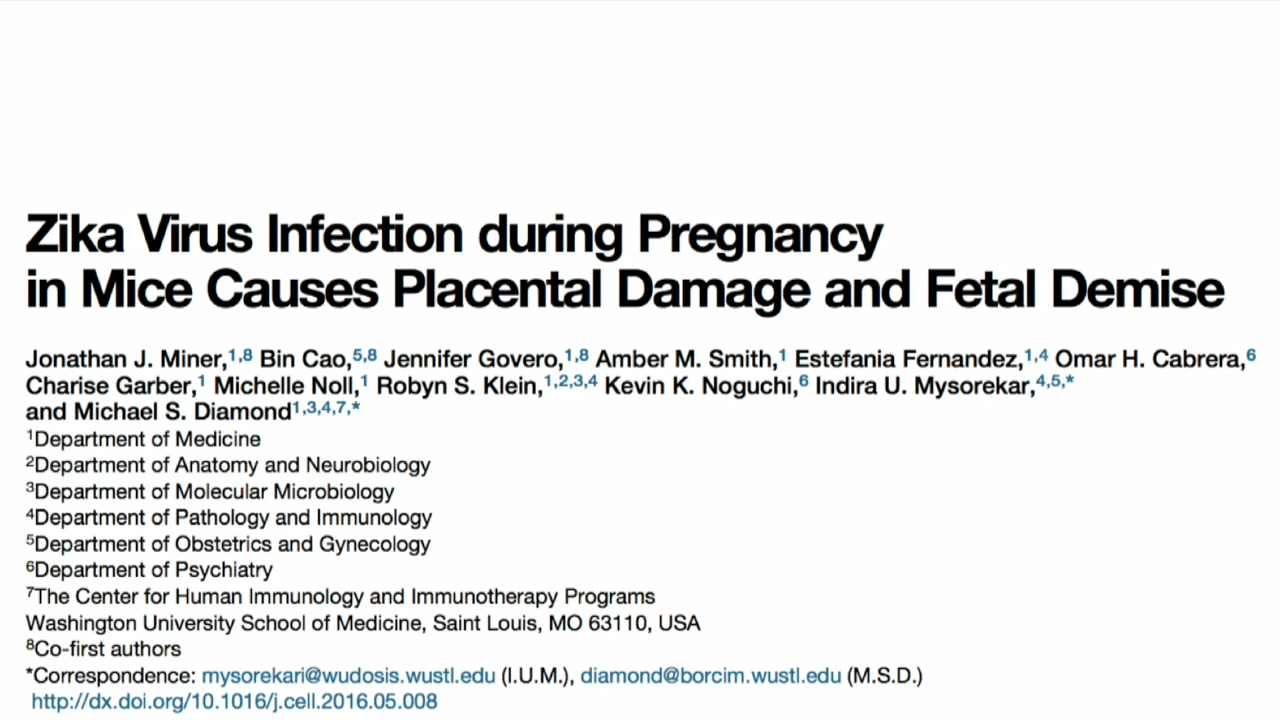 Zika Virus Infection during Pregnancy
in Mice Causes Placental Damage and Fetal Demise
Jonathan J. Miner,1,8 Bin Cao,5,8 Jennifer Govero,1,8 Amber M. Smith,1 Estefania Fernandez,1,4 Omar H. Cabrera,6
Charise Garber,1 Michelle Noll,1 Robyn S. Klein,1,2,3,4 Kevin K. Noguchi,6 Indira U. Mysorekar,4,5,*
and Michael S. Diamond1,3,4,7,*
1Department of Medicine
2Department of Anatomy and Neurobiology
3Department of Molecular Microbiology
4Department of Pathology and Immunology
5Department of Obstetrics and Gynecology
6Department of Psychiatry
7The Center for Human Immunology and Immunotherapy Programs
Washington University School of Medicine, Saint Louis, MO 63110, USA
8Co-first authors
*Correspondence: mysorekari@wudosis.wustl.edu (I.U.M.), diamond@borcim.wustl.edu (M.S.D.)
http://dx.doi.org/10.1016/j.cell.2016.05.008